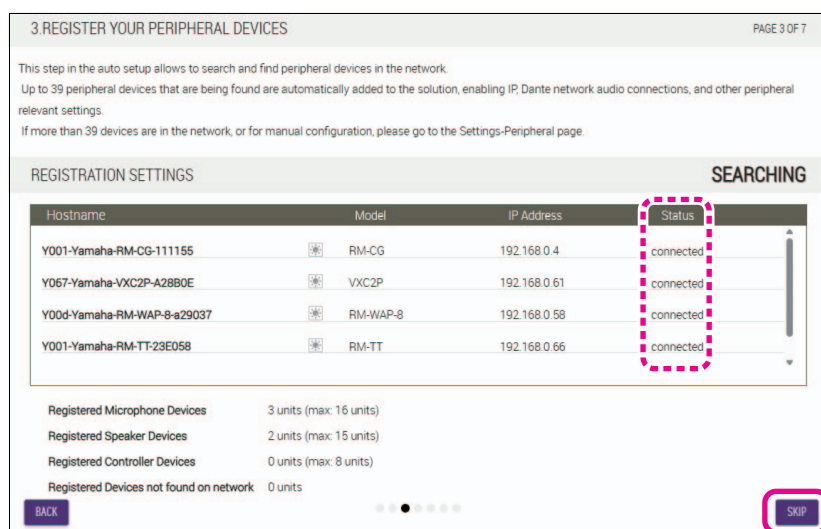 3.REGISTER YOUR PERIPHERAL DEVICES PAGE 3 OF 7
This step in the auto setup allows to search and find peripheral devices in the network.
Up to 39 peripheral devices that are being found are automatically added to the solution, enabling IP, Dante network audio connections, and other peripheral
relevant settings.
If more than 39 devices are in the network, or for manual configuration, please go to the Settings-Peripheral page.
REGISTRATION SETTINGS SEARCHING
Hostname Model IP Address Status
Y001-Yamaha-RM-CG-111155 RM-CG 192.168.0.4 connected
Y067-Yamaha-VXC2P-A28B0E VXC2P 192.168.0.61 connected
Y00d-Yamaha-RM-WAP-8-a29037 RM-WAP-8 192.168.0.58 connected
Y001-Yamaha-RM-TT-23E058 RM-TT 192.168.0.66 connected
Registered Microphone Devices 3 units (max: 16 units)
Registered Speaker Devices 2 units (max: 15 units)
Registered Controller Devices 0 units (max: 8 units)
Registered Devices not found on network 0 units
BACK SKIP